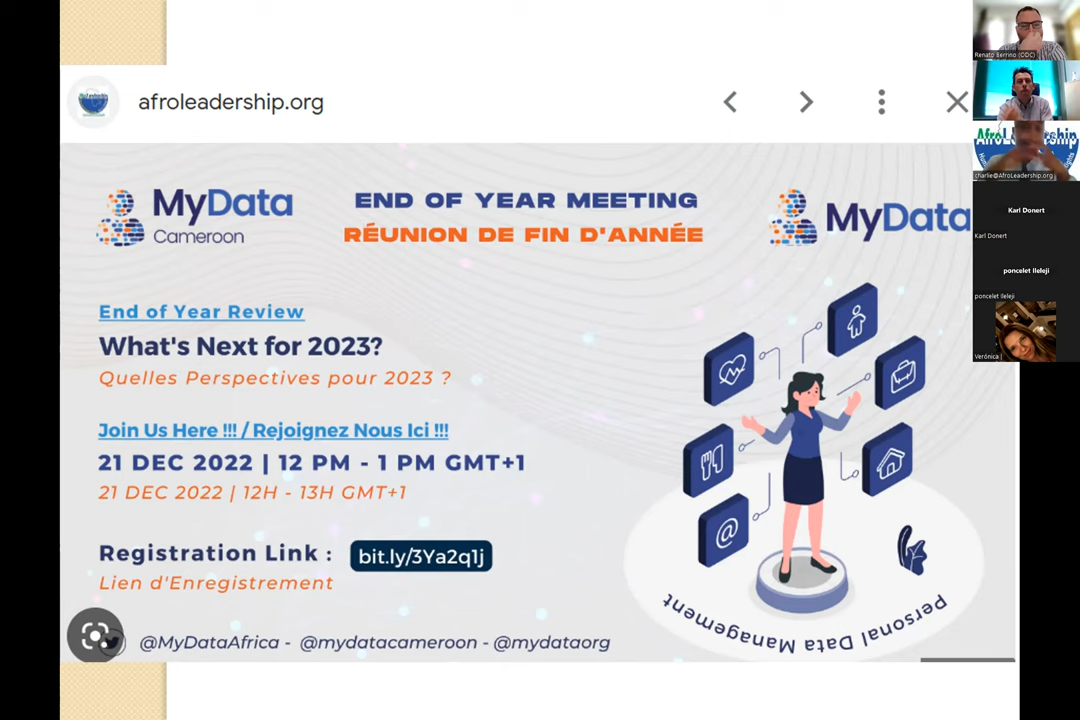 afroleadership.org
MyData
Cameroon
END OF YEAR MEETING
RÉUNION DE FIN D'ANNÉE
MyData
End of Year Review
What's Next for 2023?
Quelles Perspectives pour 2023 ?
Join Us Here !!! / Rejoignez Nous Ici !!!
21 DEC 2022 | 12 PM - 1 PM GMT+1
21 DEC 2022 | 12H - 13H GMT+1
Registration Link :
bit.ly/3Ya2q1j
Lien d'Enregistrement
@MyDataAfrica - @mydatacameroon - @mydataorg
@
Personal Data Management
Renato Berrino (ODC)
charlie@AfroLeadership.org
Karl Donert
Karl Donert
poncelet Ileleji
poncelet Ileleji
Verónica